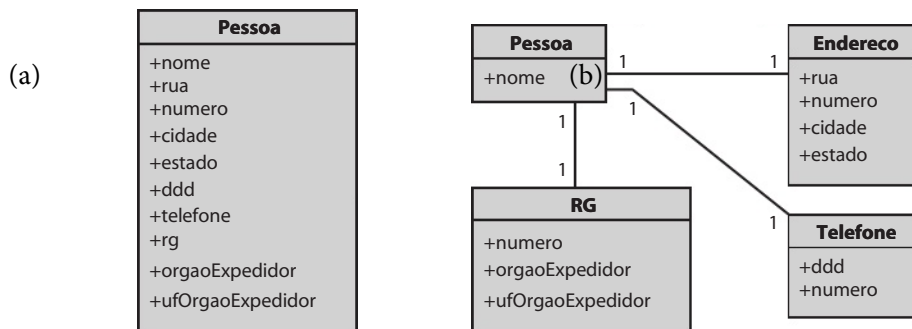 (a)
Pessoa
+nome
+rua
+numero
+cidade
+estado
+ddd
+telefone
+rg
+orgaoExpedidor
+ufOrgaoExpedidor
(b)
Pessoa
+nome
1
1
Endereco
+rua
+numero
+cidade
+estado
1
1
Telefone
+ddd
+numero
1
1
RG
+numero
+orgaoExpedidor
+ufOrgaoExpedidor